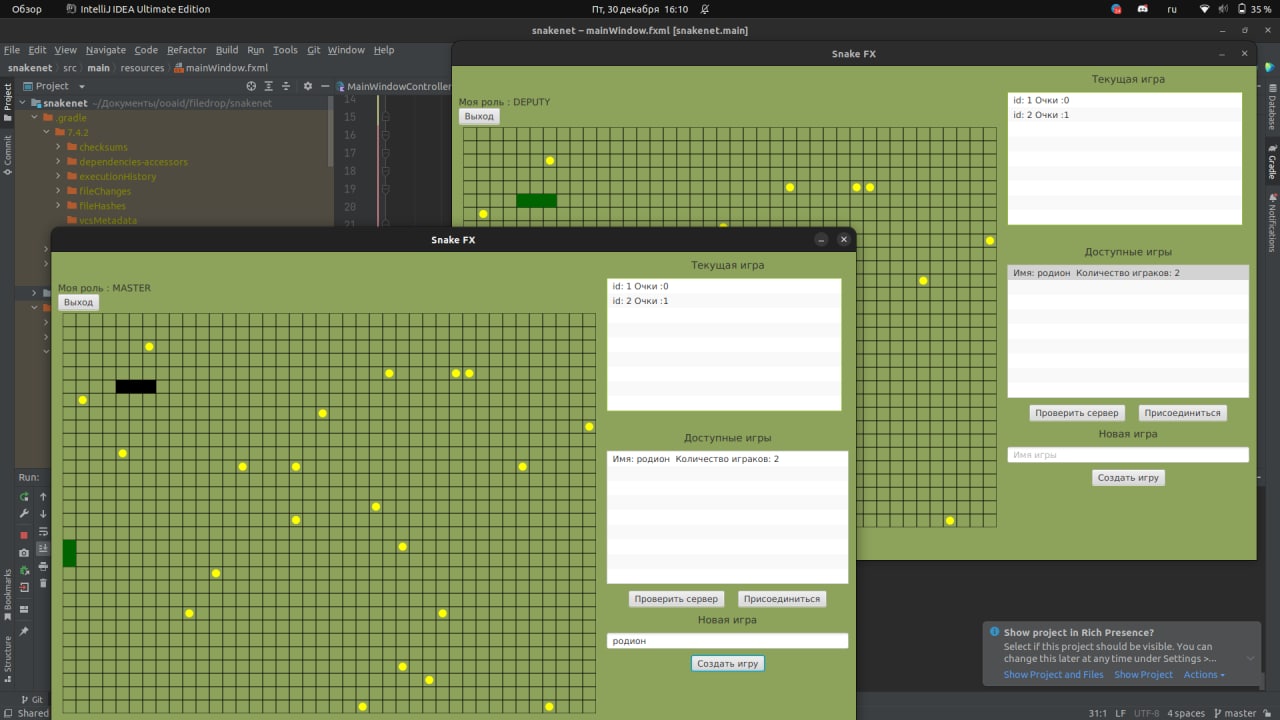 Обзор
IntelliJ IDEA Ultimate Edition
Пт, 30 декабря 16:10
ru
35 %
snakenet – mainWindow.fxml [snakenet.main]
File Edit View Navigate Code Refactor Build Run Tools Git Window Help
snakenet src main resources mainWindow.fxml
Project
MainWindowController
Project
Commit
Bookmarks
Structure
snakenet ~/Документы/ooaid/filedrop/snakenet
.gradle
7.4.2
checksums
dependencies-accessors
executionHistory
fileChanges
fileHashes
vcsMetadata
14
15
16
17
18
19
20
21
Database
Gradle
Notifications
Snake FX
Моя роль : DEPUTY
Выход
Текущая игра
id: 1 Очки :0
id: 2 Очки :1
Доступные игры
Имя: родион Количество играков: 2
Проверить сервер
Присоединиться
Новая игра
Имя игры
Создать игру
Snake FX
Моя роль : MASTER
Выход
Текущая игра
id: 1 Очки :0
id: 2 Очки :1
Доступные игры
Имя: родион Количество играков: 2
Проверить сервер
Присоединиться
Новая игра
родион
Создать игру
Run:
Show project in Rich Presence?
Select if this project should be visible. You can
change this later at any time under Settings >...
Show Project and Files Show Project Actions
Git
Shared
31:1 LF UTF-8 4 spaces master